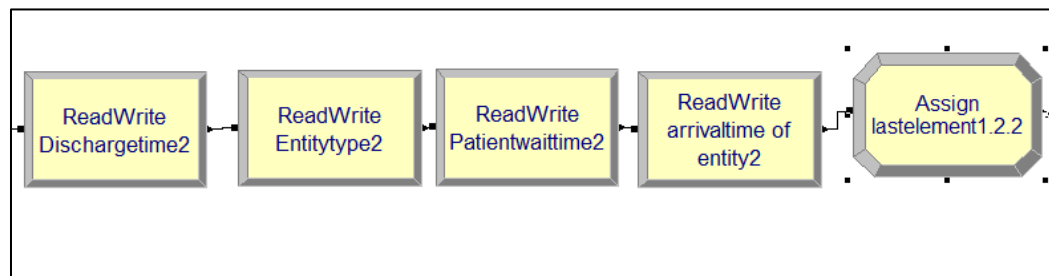 ReadWrite
Dischargetime2
ReadWrite
Entitytype2
ReadWrite
Patientwaittime2
ReadWrite
arrivaltime of
entity2
Assign
lastelement1.2.2